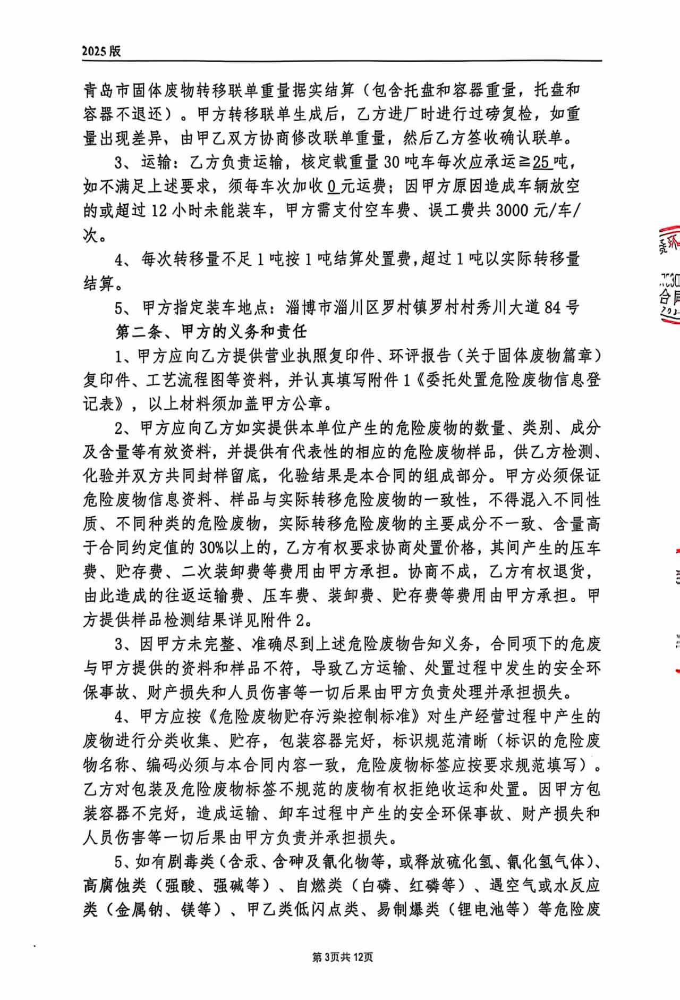 2025 版
青岛市固体废物转移联单重量据实结算（包含托盘和容器重量，托盘和
容器不退还）。甲方转移联单生成后，乙方进厂时进行过磅复检，如重
量出现差异，由甲乙双方协商修改联单重量，然后乙方签收确认联单。
3、运输：乙方负责运输，核定载重量 30 吨车每次应承运≧25 吨，
如不满足上述要求，须每车次加收 0 元运费；因甲方原因造成车辆放空
的或超过 12 小时未能装车，甲方需支付空车费、误工费共 3000 元/车/
次。
4、每次转移量不足 1 吨按 1 吨结算处置费,超过 1 吨以实际转移量
结算。
5、甲方指定装车地点：淄博市淄川区罗村镇罗村村秀川大道 84 号
第二条、甲方的义务和责任
1、甲方应向乙方提供营业执照复印件、环评报告（关于固体废物篇章）
复印件、工艺流程图等资料，并认真填写附件 1《委托处置危险废物信息登
记表》，以上材料须加盖甲方公章。
2、甲方应向乙方如实提供本单位产生的危险废物的数量、类别、成分
及含量等有效资料，并提供有代表性的相应的危险废物样品，供乙方检测、
化验并双方共同封样留底，化验结果是本合同的组成部分。甲方必须保证
危险废物信息资料、样品与实际转移危险废物的一致性，不得混入不同性
质、不同种类的危险废物，实际转移危险废物的主要成分不一致、含量高
于合同约定值的 30%以上的，乙方有权要求协商处置价格，其间产生的压车
费、贮存费、二次装卸费等费用由甲方承担。协商不成，乙方有权退货，
由此造成的往返运输费、压车费、装卸费、贮存费等费用由甲方承担。甲
方提供样品检测结果详见附件 2。
3、因甲方未完整、准确尽到上述危险废物告知义务，合同项下的危废
与甲方提供的资料和样品不符，导致乙方运输、处置过程中发生的安全环
保事故、财产损失和人员伤害等一切后果由甲方负责处理并承担损失。
4、甲方应按《危险废物贮存污染控制标准》对生产经营过程中产生的
废物进行分类收集、贮存，包装容器完好，标识规范清晰（标识的危险废
物名称、编码必须与本合同内容一致，危险废物标签应按要求规范填写）。
乙方对包装及危险废物标签不规范的废物有权拒绝收运和处置。因甲方包
装容器不完好，造成运输、卸车过程中产生的安全环保事故、财产损失和
人员伤害等一切后果由甲方负责并承担损失。
5、如有剧毒类（含汞、含砷及氰化物等，或释放硫化氢、氰化氢气体）、
高腐蚀类（强酸、强碱等）、自燃类（白磷、红磷等）、遇空气或水反应
类（金属钠、镁等）、甲乙类低闪点类、易制爆类（锂电池等）等危险废
第 3页共 12页
合同